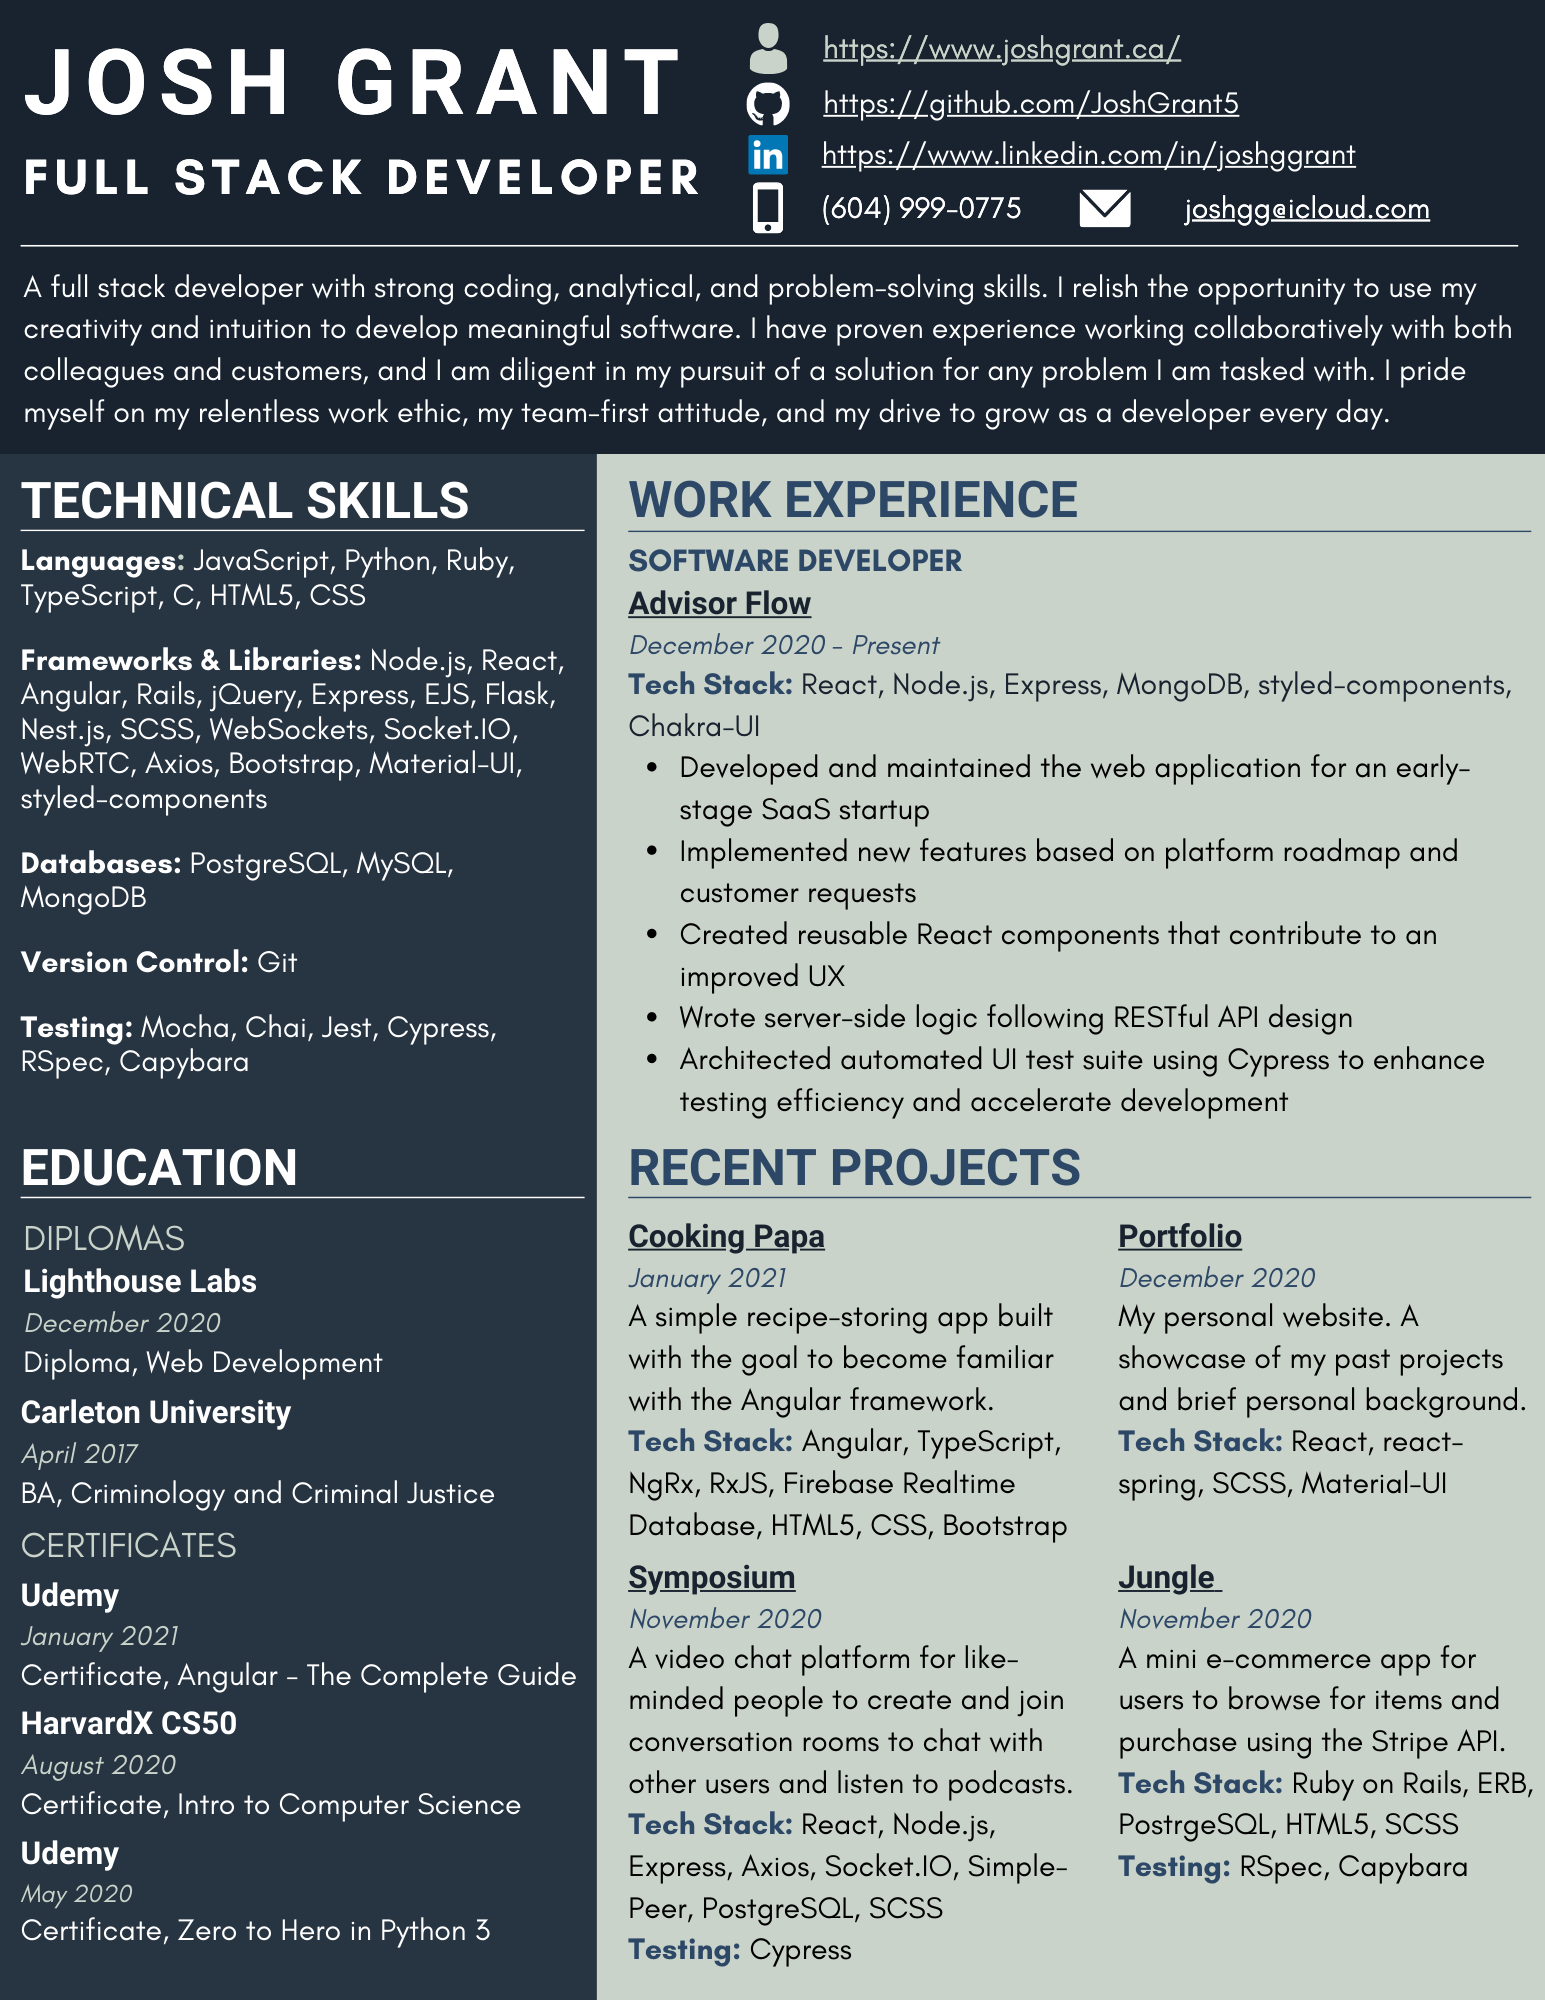 JOSH GRANT
FULL STACK DEVELOPER
https://www.joshgrant.ca/
https://github.com/JoshGrant5
in https://www.linkedin.com/in/joshggrant
(604) 999-0775 joshgg@icloud.com
A full stack developer with strong coding, analytical, and problem-solving skills. I relish the opportunity to use my
creativity and intuition to develop meaningful software. I have proven experience working collaboratively with both
colleagues and customers, and I am diligent in my pursuit of a solution for any problem I am tasked with. I pride
myself on my relentless work ethic, my team-first attitude, and my drive to grow as a developer every day.
TECHNICAL SKILLS
Languages: JavaScript, Python, Ruby,
TypeScript, C, HTML5, CSS
Frameworks & Libraries: Node.js, React,
Angular, Rails, jQuery, Express, EJS, Flask,
Nest.js, SCSS, WebSockets, Socket.IO,
WebRTC, Axios, Bootstrap, Material-UI,
styled-components
Databases: PostgreSQL, MySQL,
MongoDB
Version Control: Git
Testing: Mocha, Chai, Jest, Cypress,
RSpec, Capybara
EDUCATION
DIPLOMAS
Lighthouse Labs
December 2020
Diploma, Web Development
Carleton University
April 2017
BA, Criminology and Criminal Justice
CERTIFICATES
Udemy
January 2021
Certificate, Angular - The Complete Guide
HarvardX CS50
August 2020
Certificate, Intro to Computer Science
Udemy
May 2020
Certificate, Zero to Hero in Python 3
WORK EXPERIENCE
SOFTWARE DEVELOPER
Advisor Flow
December 2020 - Present
Tech Stack: React, Node.js, Express, MongoDB, styled-components,
Chakra-UI
• Developed and maintained the web application for an early-
stage SaaS startup
• Implemented new features based on platform roadmap and
customer requests
• Created reusable React components that contribute to an
improved UX
• Wrote server-side logic following RESTful API design
• Architected automated UI test suite using Cypress to enhance
testing efficiency and accelerate development
RECENT PROJECTS
Cooking Papa
January 2021
A simple recipe-storing app built
with the goal to become familiar
with the Angular framework.
Tech Stack: Angular, TypeScript,
NgRx, RxJS, Firebase Realtime
Database, HTML5, CSS, Bootstrap
Portfolio
December 2020
My personal website. A
showcase of my past projects
and brief personal background.
Tech Stack: React, react-
spring, SCSS, Material-UI
Symposium
November 2020
A video chat platform for like-
minded people to create and join
conversation rooms to chat with
other users and listen to podcasts.
Tech Stack: React, Node.js,
Express, Axios, Socket.IO, Simple-
Peer, PostgreSQL, SCSS
Testing: Cypress
Jungle
November 2020
A mini e-commerce app for
users to browse for items and
purchase using the Stripe API.
Tech Stack: Ruby on Rails, ERB,
PostrgeSQL, HTML5, SCSS
Testing: RSpec, Capybara